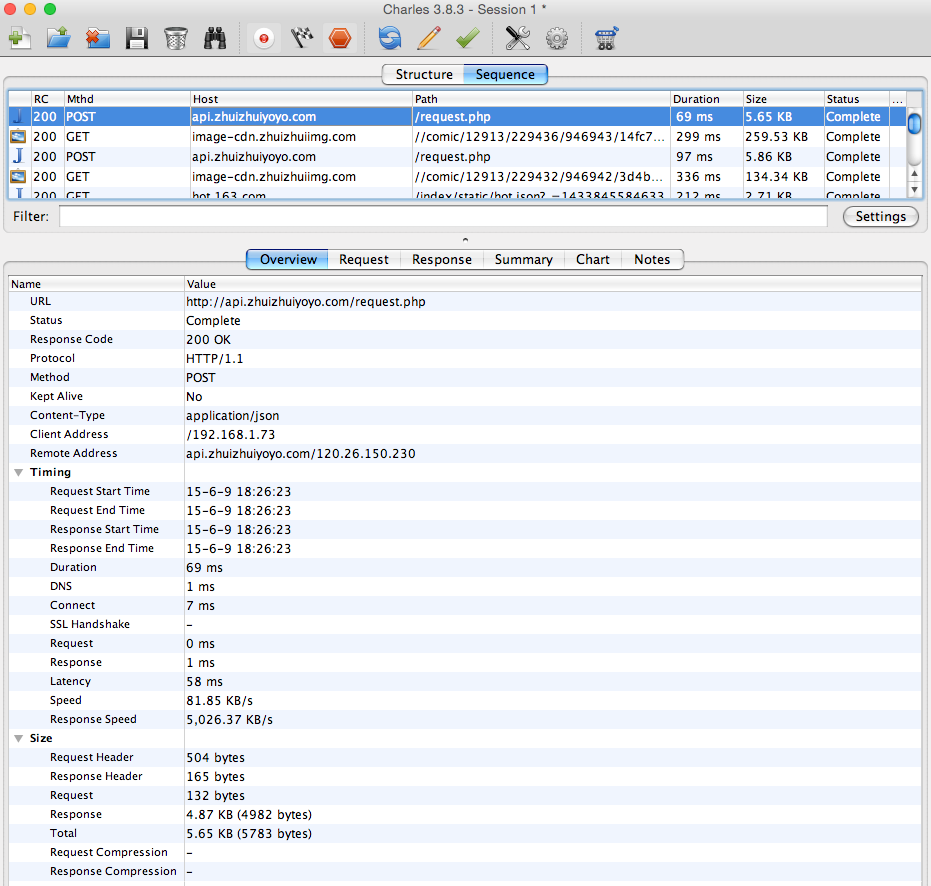 Charles 3.8.3 - Session 1 *
Structure Sequence
RC Mthd Host Path Duration Size Status ...
200 POST api.zhuizhuiyoyo.com /request.php 69 ms 5.65 KB Complete
200 GET image-cdn.zhuizhuiimg.com //comic/12913/229436/946943/14fc7... 299 ms 259.53 KB Complete
200 POST api.zhuizhuiyoyo.com /request.php 97 ms 5.86 KB Complete
200 GET image-cdn.zhuizhuiimg.com //comic/12913/229432/946942/3d4b... 336 ms 134.34 KB Complete
200 GET hot.163.com /index/static/hot.json?_=1433845584633 212 ms 2.71 KB Complete
Filter: Settings
Overview Request Response Summary Chart Notes
Name Value
URL http://api.zhuizhuiyoyo.com/request.php
Status Complete
Response Code 200 OK
Protocol HTTP/1.1
Method POST
Kept Alive No
Content-Type application/json
Client Address /192.168.1.73
Remote Address api.zhuizhuiyoyo.com/120.26.150.230
Timing
Request Start Time 15-6-9 18:26:23
Request End Time 15-6-9 18:26:23
Response Start Time 15-6-9 18:26:23
Response End Time 15-6-9 18:26:23
Duration 69 ms
DNS 1 ms
Connect 7 ms
SSL Handshake -
Request 0 ms
Response 1 ms
Latency 58 ms
Speed 81.85 KB/s
Response Speed 5,026.37 KB/s
Size
Request Header 504 bytes
Response Header 165 bytes
Request 132 bytes
Response 4.87 KB (4982 bytes)
Total 5.65 KB (5783 bytes)
Request Compression -
Response Compression -